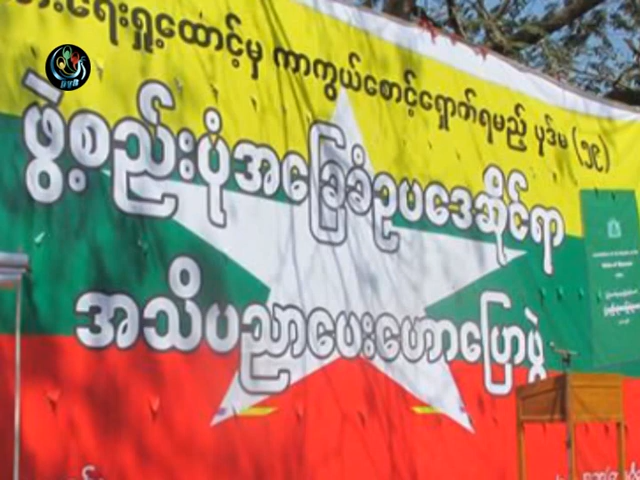 ရေးရှုထောင့်မှ ကာကွယ်စောင့်ရှောက်ရမည့် ပုဒ်မ (၅၉)
ဖွဲ့စည်းပုံအခြေခံဥပဒေဆိုင်ရာ
အသိပညာပေးဟောပြောပွဲ